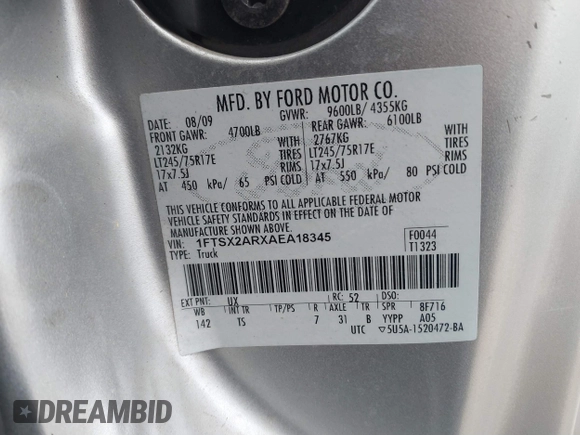 MFD. BY FORD MOTOR CO.
DATE: 08/09 GVWR: 9600LB/ 4355KG
FRONT GAWR: 4700LB REAR GAWR: 6100LB
2132KG WITH 2767KG WITH
LT245/75R17E TIRES LT245/75R17E TIRES
17x7.5J RIMS 17x7.5J RIMS
AT 450 kPa/ 65 PSI COLD AT 550 kPa/ 80 PSI COLD
THIS VEHICLE CONFORMS TO ALL APPLICABLE FEDERAL MOTOR
VEHICLE SAFETY STANDARDS IN EFFECT ON THE DATE OF
MANUFACTURE SHOWN ABOVE.
VIN: 1FTSX2ARXAEA18345 F0044
TYPE: Truck T1323
EXT PNT: UX RC: 52 DSO:
WB INT TR TP/PS R AXLE TR SPR 8F716
142 TS 7 31 B YYPP A05
UTC ▽5U5A-1520472-BA
DREAMBID